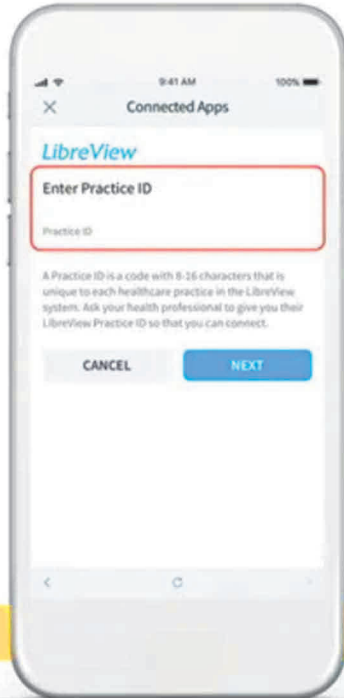 9:41 AM
100%
Connected Apps
LibreView
Enter Practice ID
Practice ID
A Practice ID is a code with 8-16 characters that is
unique to each healthcare practice in the LibreView
system. Ask your health professional to give you their
LibreView Practice ID so that you can connect.
CANCEL
NEXT